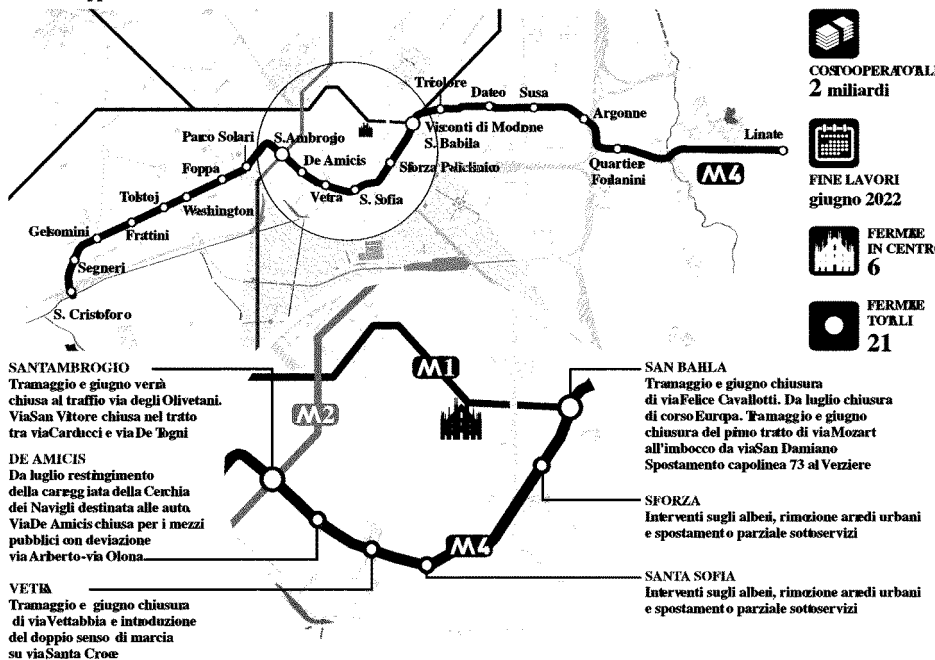 Tricolore
Dateo
Susa
Argonne
Linate
Visconti di Modrone
S. Babila
Sforza Policlinico
Quartiere
Forlanini
M4
Parco Solari
S.Ambrogio
De Amicis
Foppa
Vetra
S. Sofia
Tolstoj
Washington
Frattini
Gelsomini
Segneri
S. Cristoforo
COSTO OPERA TOTALE
2 miliardi
FINE LAVORI
giugno 2022
FERMATE
IN CENTRO
6
FERMATE
TOTALI
21
SANT'AMBROGIO
Tra maggio e giugno verrà
chiusa al traffico via degli Olivetani.
Via San Vittore chiusa nel tratto
tra via Carducci e via De Togni
DE AMICIS
Da luglio restringimento
della carreggiata della Cerchia
dei Navigli destinata alle auto.
Via De Amicis chiusa per i mezzi
pubblici con deviazione
via Ariberto-via Olona
VETRA
Tra maggio e giugno chiusura
di via Vettabbia e introduzione
del doppio senso di marcia
su via Santa Croce
M1
M2
M4
SAN BABILA
Tra maggio e giugno chiusura
di via Felice Cavallotti. Da luglio chiusura
di corso Europa. Tra maggio e giugno
chiusura del primo tratto di via Mozart
all'imbocco da via San Damiano
Spostamento capolinea 73 al Verziere
SFORZA
Interventi sugli alberi, rimozione arredi urbani
e spostamento parziale sottoservizi
SANTA SOFIA
Interventi sugli alberi, rimozione arredi urbani
e spostamento parziale sottoservizi